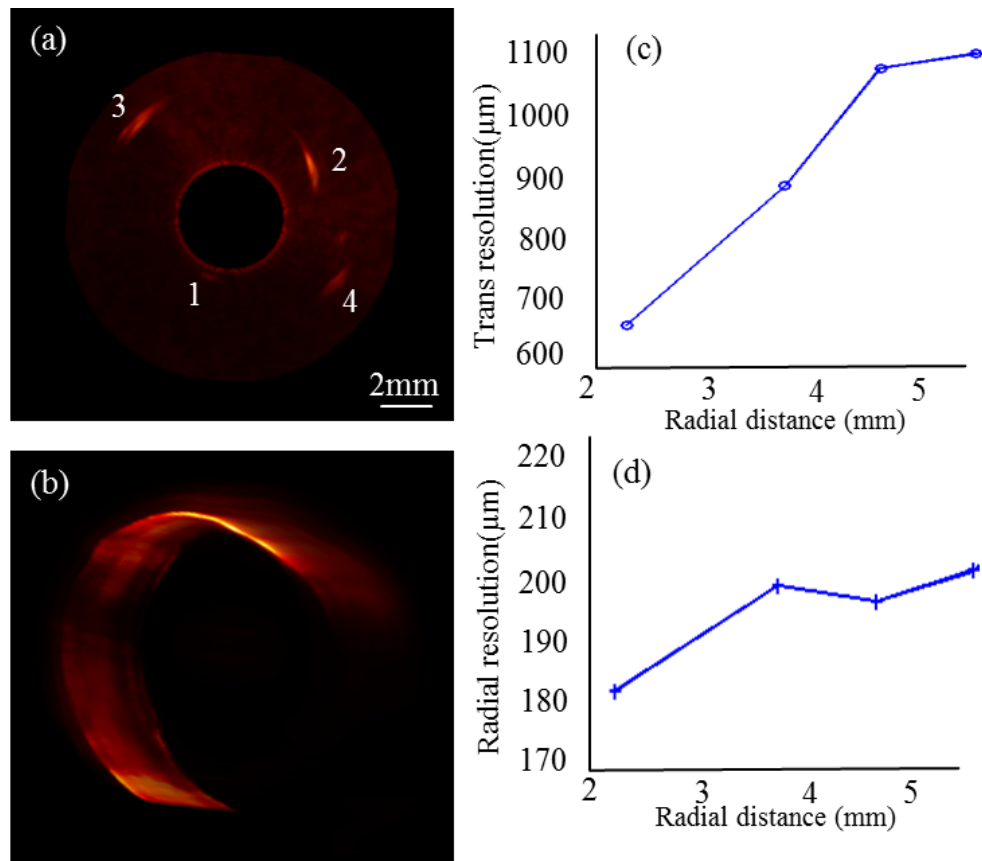 (a)
3
2
1
4
2mm
(b)
(c)
Trans resolution(μm)
1100
1000
900
800
700
600
2 3 4 5
Radial distance (mm)
(d)
Radial resolution(μm)
220
210
200
190
180
170
2 3 4 5
Radial distance (mm)